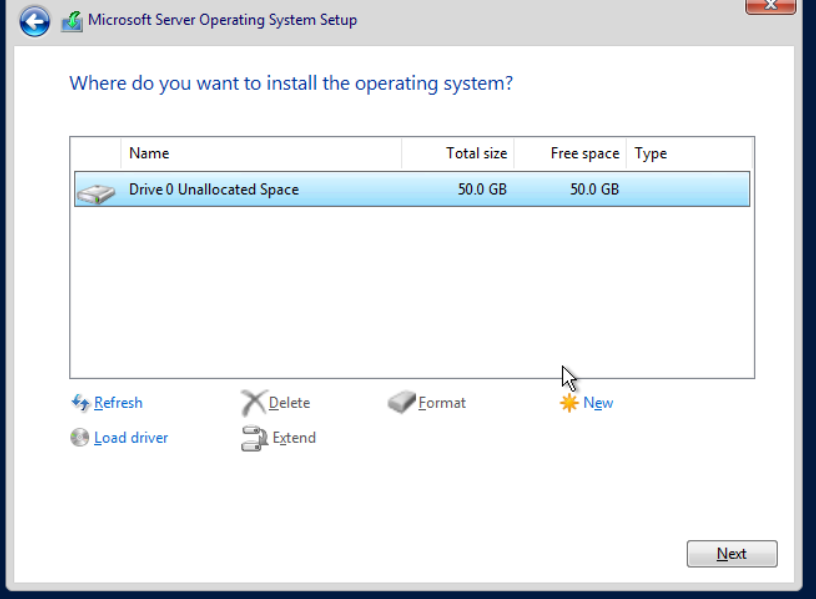 Microsoft Server Operating System Setup
Where do you want to install the operating system?
Name Total size Free space Type
Drive 0 Unallocated Space 50.0 GB 50.0 GB
Refresh Delete Format New
Load driver Extend
Next